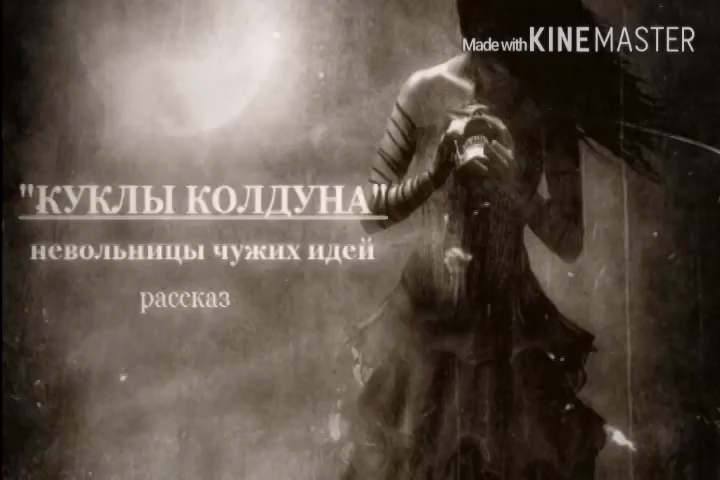 Made with KINEMASTER
"КУКЛЫ КОЛДУНА"
невольницы чужих идей
рассказ